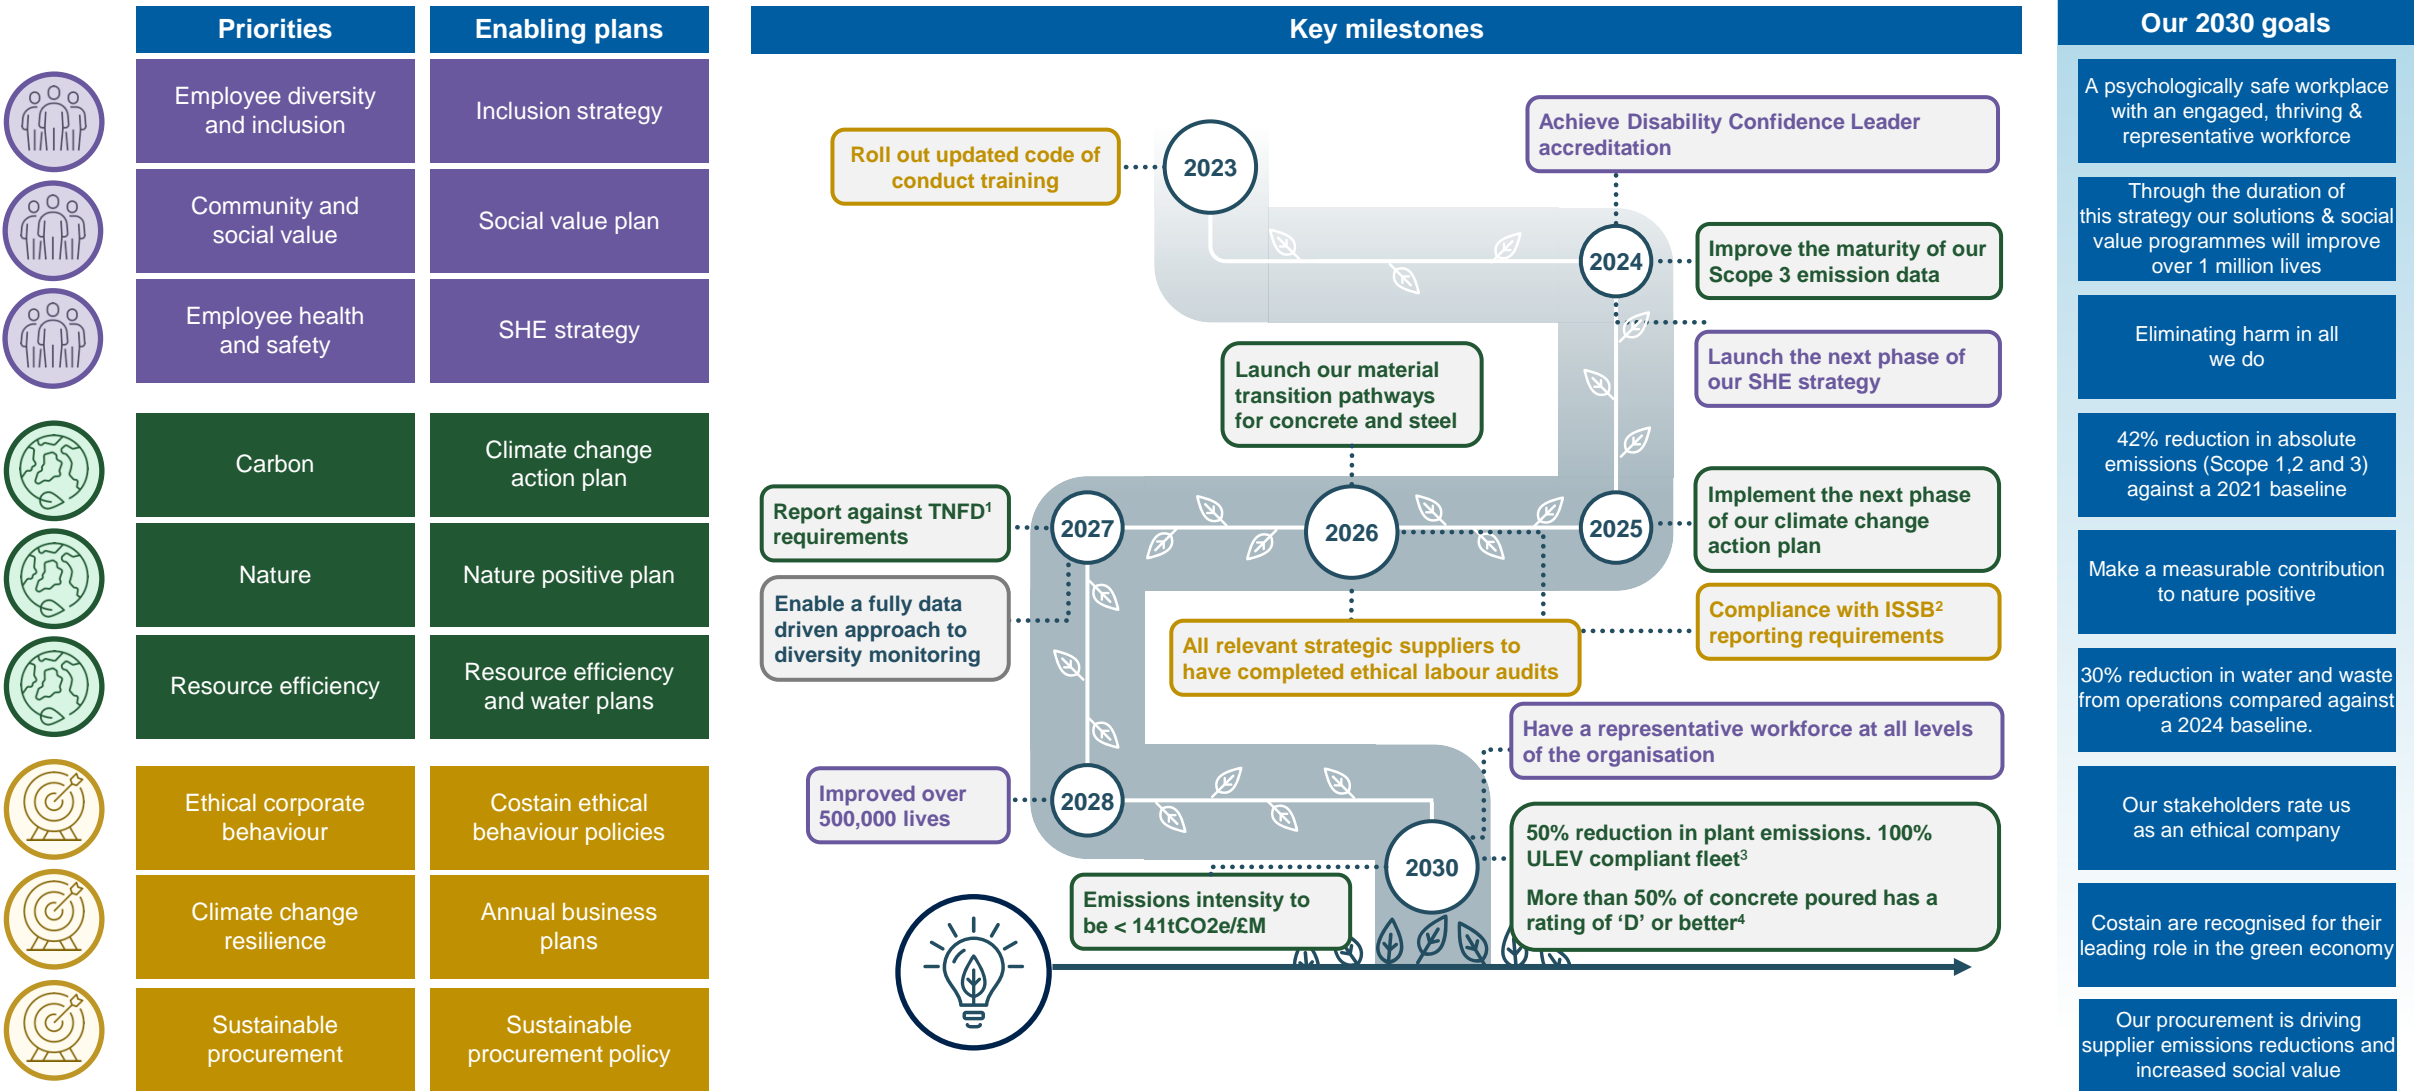 Priorities
Enabling plans
Employee diversity
and inclusion
Inclusion strategy
Community and
social value
Social value plan
Employee health
and safety
SHE strategy
Carbon
Climate change
action plan
Nature
Nature positive plan
Resource efficiency
Resource efficiency
and water plans
Ethical corporate
behaviour
Costain ethical
behaviour policies
Climate change
resilience
Annual business
plans
Sustainable
procurement
Sustainable
procurement policy
Key milestones
Roll out updated code of
conduct training
2023
Achieve Disability Confidence Leader
accreditation
2024
Improve the maturity of our
Scope 3 emission data
Launch the next phase of
our SHE strategy
Launch our material
transition pathways
for concrete and steel
Report against TNFD¹
requirements
2027
2026
2025
Implement the next phase
of our climate change
action plan
Enable a fully data
driven approach to
diversity monitoring
All relevant strategic suppliers to
have completed ethical labour audits
Compliance with ISSB²
reporting requirements
Have a representative workforce at all levels
of the organisation
Improved over
500,000 lives
2028
2030
50% reduction in plant emissions. 100%
ULEV compliant fleet³
More than 50% of concrete poured has a
rating of ‘D’ or better⁴
Emissions intensity to
be < 141tCO2e/£M
Our 2030 goals
A psychologically safe workplace
with an engaged, thriving &
representative workforce
Through the duration of
this strategy our solutions & social
value programmes will improve
over 1 million lives
Eliminating harm in all
we do
42% reduction in absolute
emissions (Scope 1,2 and 3)
against a 2021 baseline
Make a measurable contribution
to nature positive
30% reduction in water and waste
from operations compared against
a 2024 baseline.
Our stakeholders rate us
as an ethical company
Costain are recognised for their
leading role in the green economy
Our procurement is driving
supplier emissions reductions and
increased social value